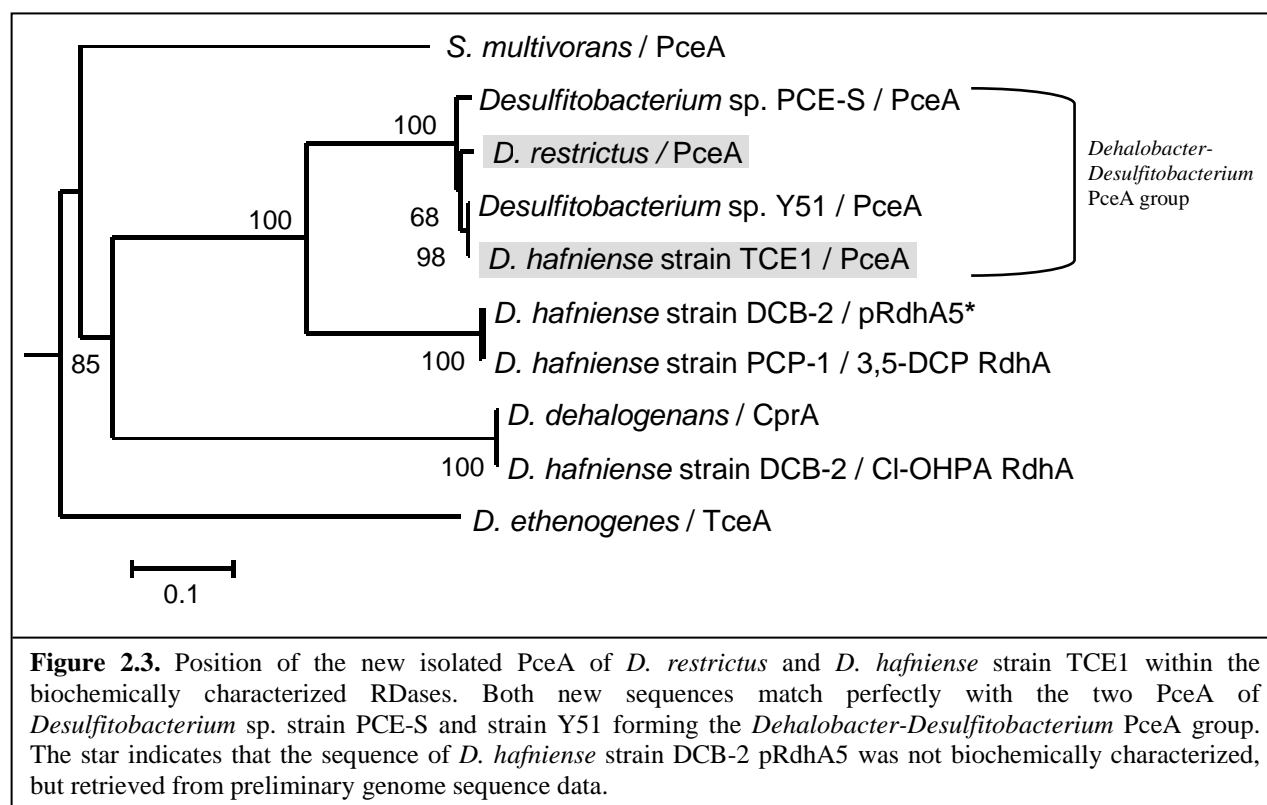 S. multivorans / PceA
Desulfitobacterium sp. PCE-S / PceA
100
D. restrictus / PceA
Dehalobacter-
Desulfitobacterium
PceA group
Desulfitobacterium sp. Y51 / PceA
100
68
D. hafniense strain TCE1 / PceA
98
D. hafniense strain DCB-2 / pRdhA5*
D. hafniense strain PCP-1 / 3,5-DCP RdhA
100
85
D. dehalogenans / CprA
D. hafniense strain DCB-2 / Cl-OHPA RdhA
100
D. ethenogenes / TceA
0.1
Figure 2.3. Position of the new isolated PceA of D. restrictus and D. hafniense strain TCE1 within the
biochemically characterized RDases. Both new sequences match perfectly with the two PceA of
Desulfitobacterium sp. strain PCE-S and strain Y51 forming the Dehalobacter-Desulfitobacterium PceA group.
The star indicates that the sequence of D. hafniense strain DCB-2 pRdhA5 was not biochemically characterized,
but retrieved from preliminary genome sequence data.